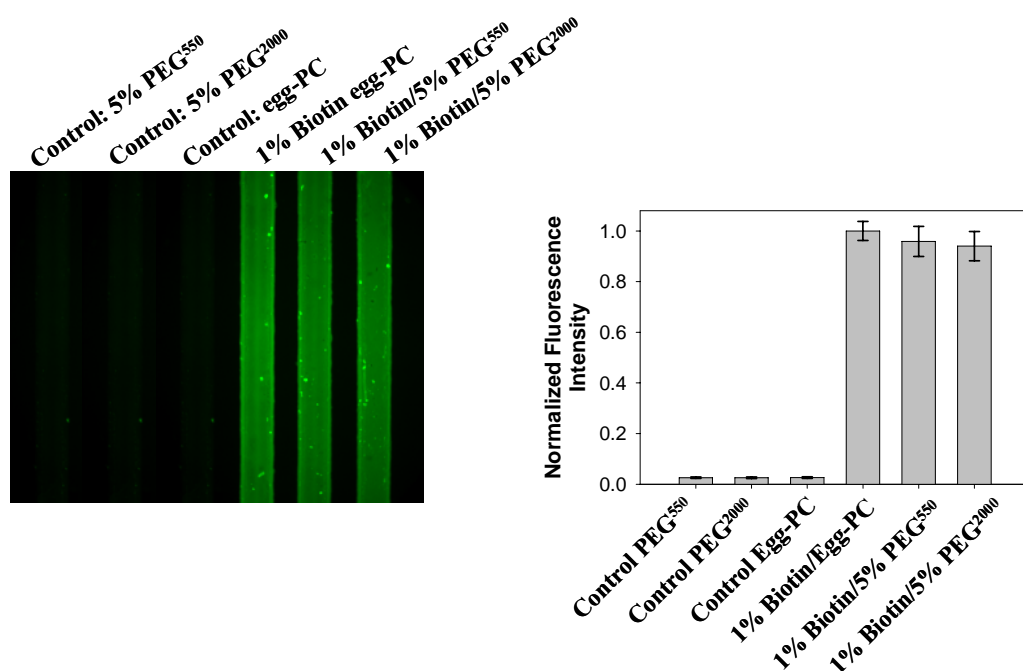 Control: 5% PEG⁵⁵⁰
Control: 5% PEG²⁰⁰⁰
Control: egg-PC
1% Biotin egg-PC
1% Biotin/5% PEG⁵⁵⁰
1% Biotin/5% PEG²⁰⁰⁰
Normalized Fluorescence
Intensity
1.0
0.8
0.6
0.4
0.2
0.0
Control PEG⁵⁵⁰
Control PEG²⁰⁰⁰
Control Egg-PC
1% Biotin/Egg-PC
1% Biotin/5% PEG⁵⁵⁰
1% Biotin/5% PEG²⁰⁰⁰